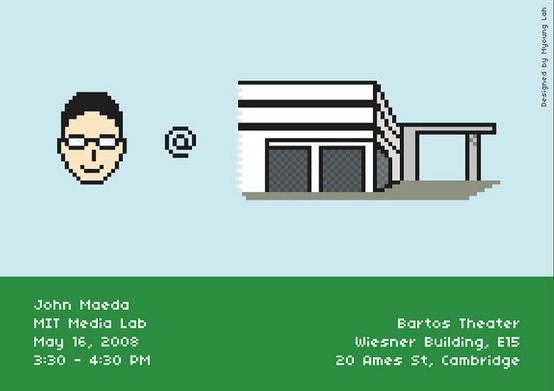 Designed by Myoung Lah
@
John Maeda
MIT Media Lab
May 16, 2008
3:30 - 4:30 PM
Bartos Theater
Wiesner Building, E15
20 Ames St, Cambridge